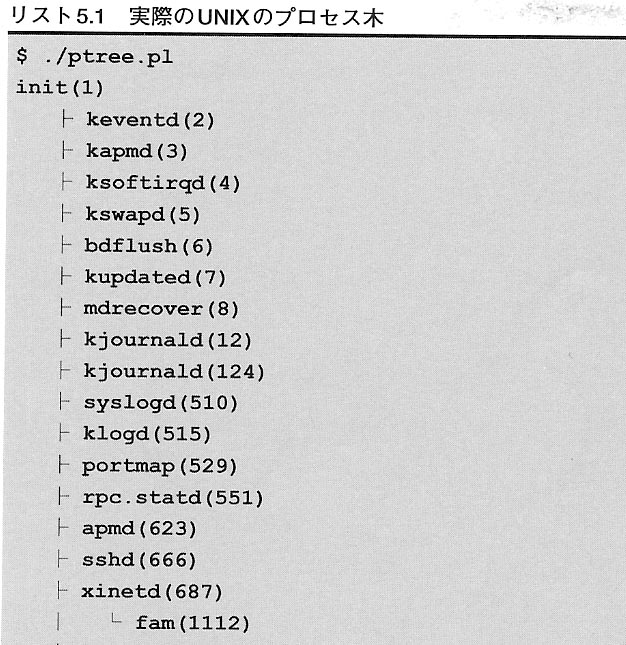 リスト5.1　実際のUNIXのプロセス木
$ ./ptree.pl
init(1)
├ keventd(2)
├ kapmd(3)
├ ksoftirqd(4)
├ kswapd(5)
├ bdflush(6)
├ kupdated(7)
├ mdrecover(8)
├ kjournald(12)
├ kjournald(124)
├ syslogd(510)
├ klogd(515)
├ portmap(529)
├ rpc.statd(551)
├ apmd(623)
├ sshd(666)
├ xinetd(687)
│ └ fam(1112)